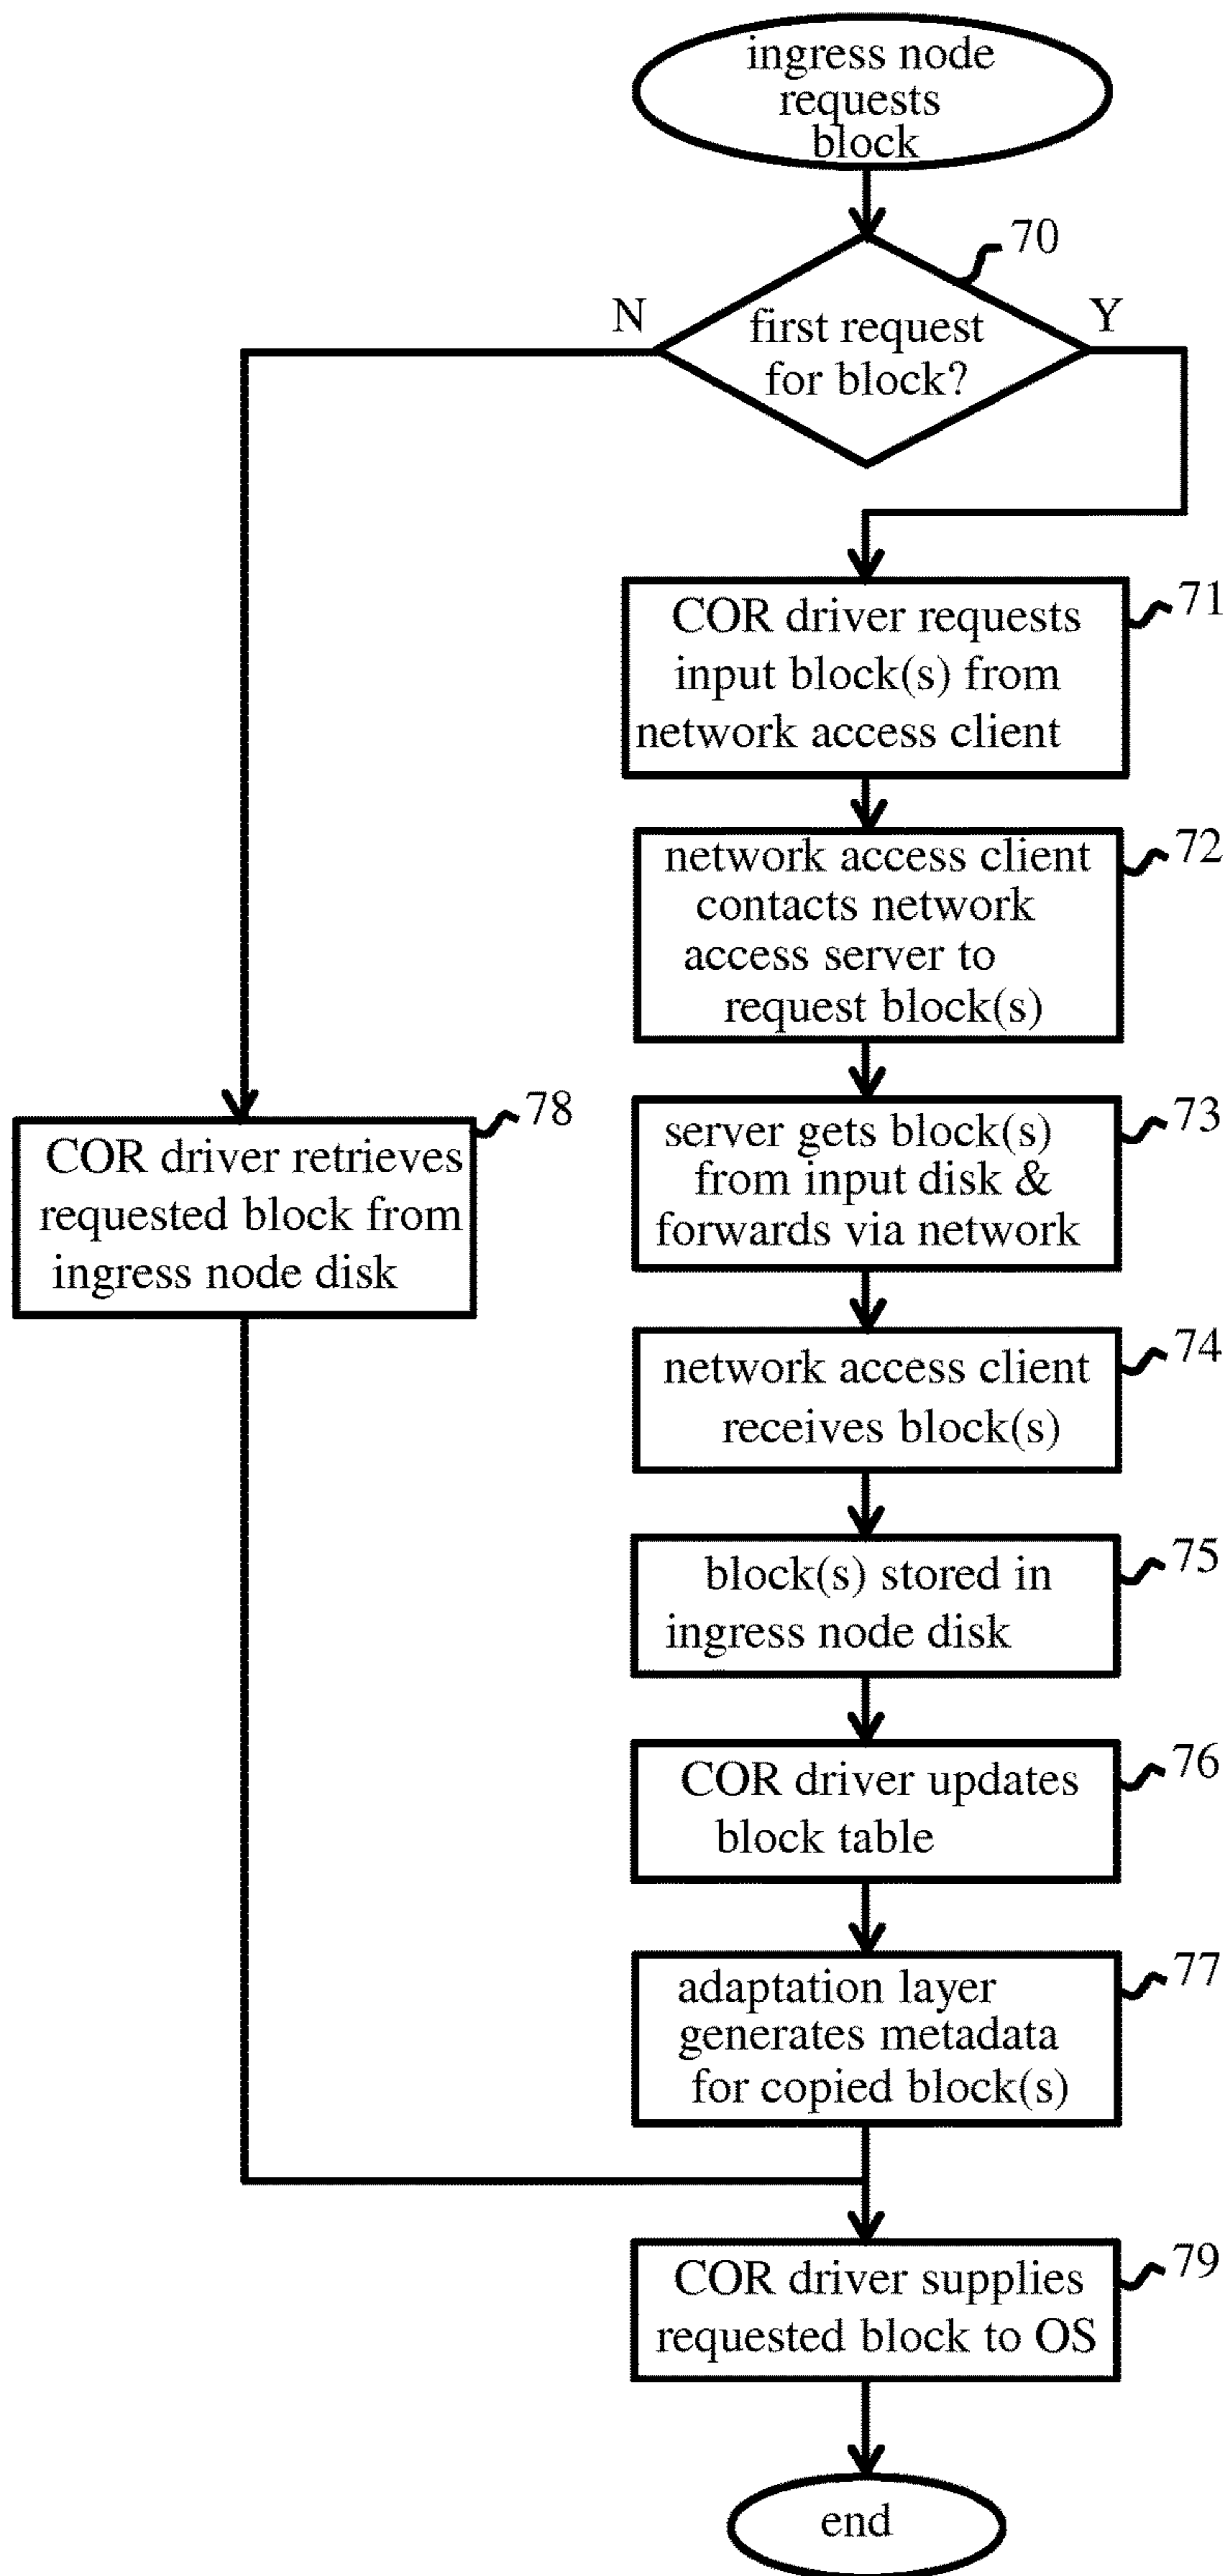 ingress node
requests
block
70
N
Y
first request
for block?
71
COR driver requests
input block(s) from
network access client
72
network access client
contacts network
access server to
request block(s)
73
server gets block(s)
from input disk &
forwards via network
78
COR driver retrieves
requested block from
ingress node disk
74
network access client
receives block(s)
75
block(s) stored in
ingress node disk
76
COR driver updates
block table
77
adaptation layer
generates metadata
for copied block(s)
79
COR driver supplies
requested block to OS
end